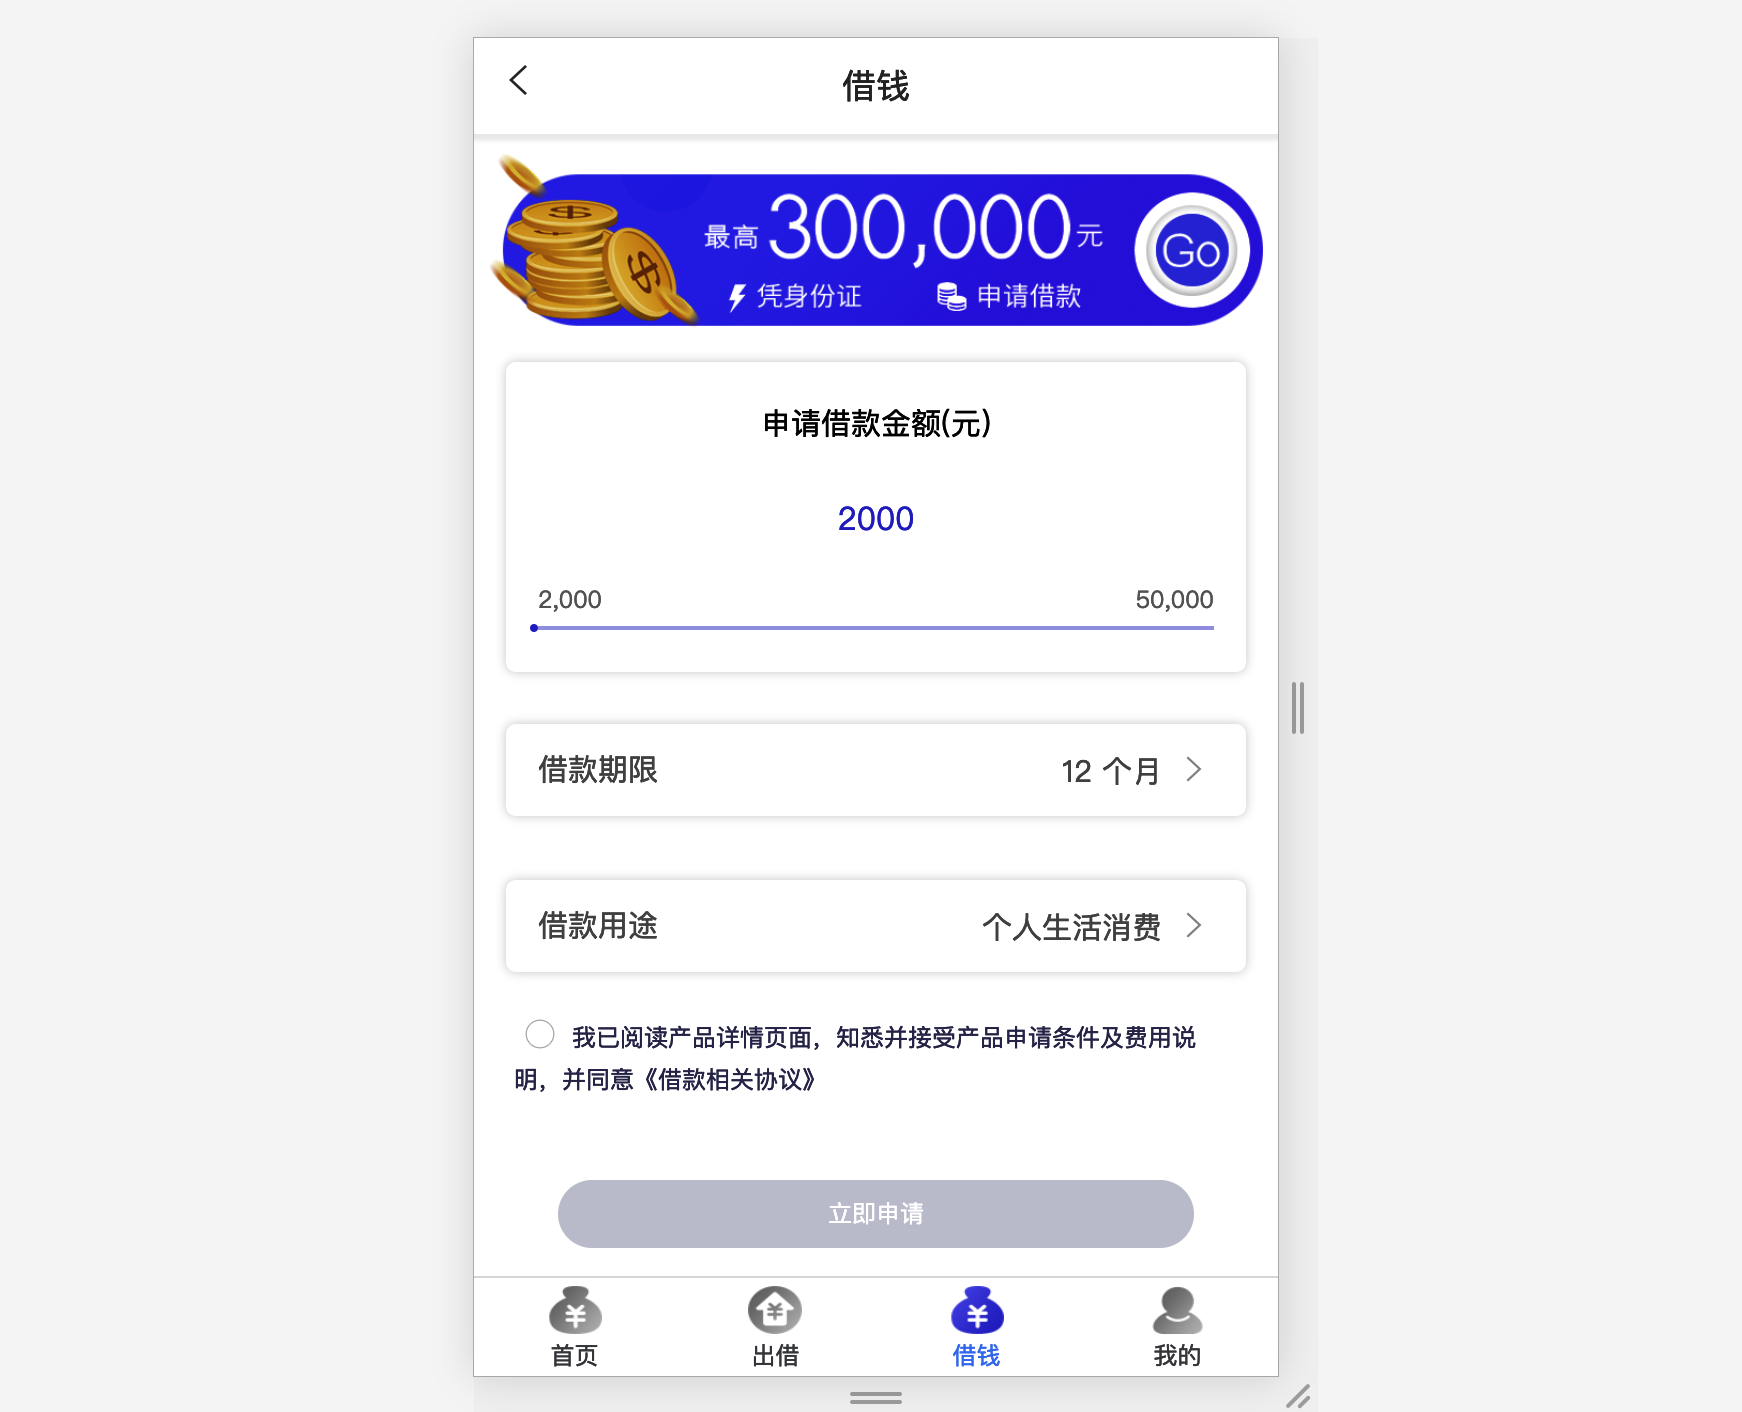 借钱
最高 300,000 元
Go
凭身份证 申请借款
申请借款金额(元)
2000
2,000 50,000
借款期限 12 个月
借款用途 个人生活消费
我已阅读产品详情页面，知悉并接受产品申请条件及费用说
明，并同意《借款相关协议》
立即申请
首页 出借 借钱 我的